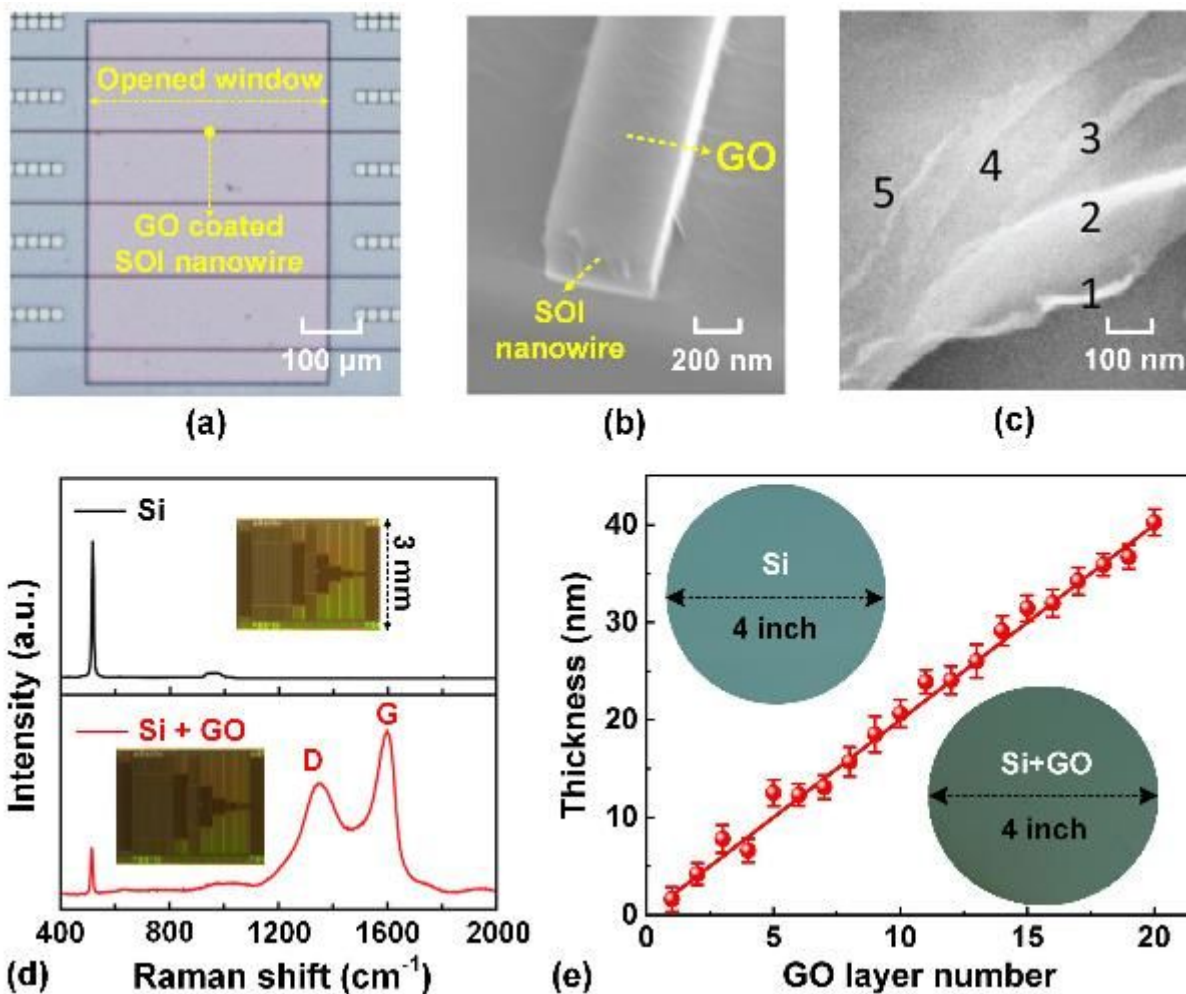 Opened window
GO coated
SOI nanowire
100 μm
(a)
GO
SOI
nanowire
200 nm
(b)
1
2
3
4
5
100 nm
(c)
Intensity (a.u.)
Si
3 mm
Si + GO
D
G
400 800 1200 1600 2000
Raman shift (cm⁻¹)
(d)
Thickness (nm)
40
30
20
10
0
Si
4 inch
Si+GO
4 inch
0 5 10 15 20
GO layer number
(e)